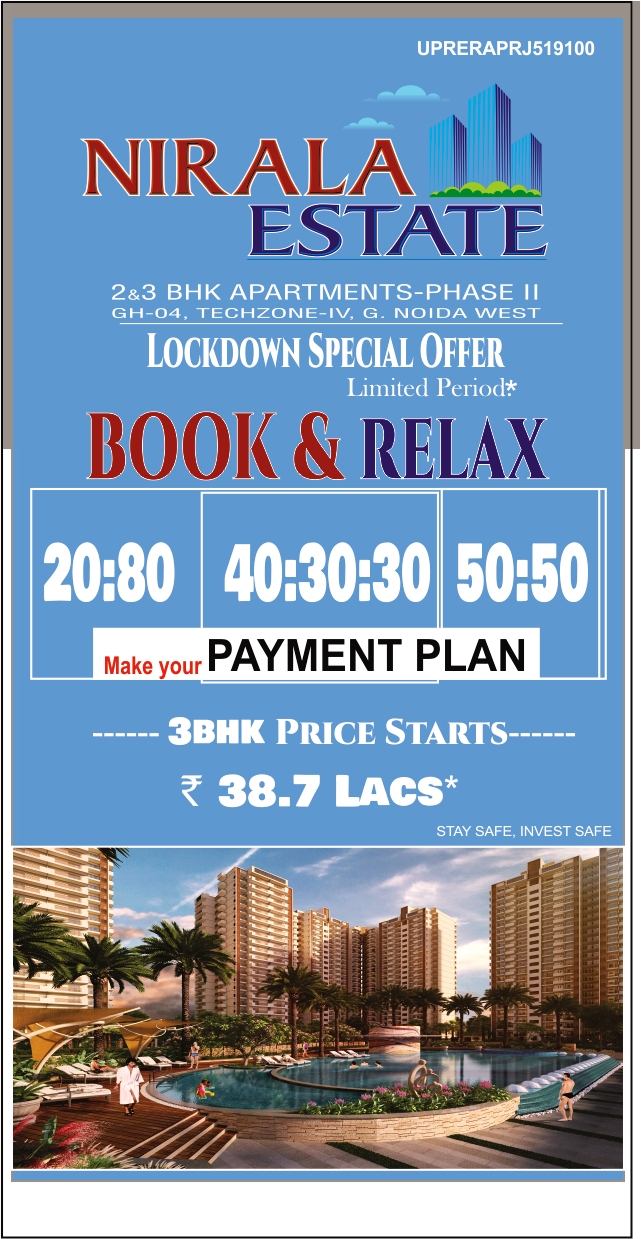 UPRERAPRJ519100
NIRALA
ESTATE
2&3 BHK APARTMENTS-PHASE II
GH-04, TECHZONE-IV, G. NOIDA WEST
LOCKDOWN SPECIAL OFFER
Limited Period.*
BOOK & RELAX
20:80 40:30:30 50:50
Make your PAYMENT PLAN
------ 3BHK PRICE STARTS------
₹ 38.7 LACS*
STAY SAFE, INVEST SAFE